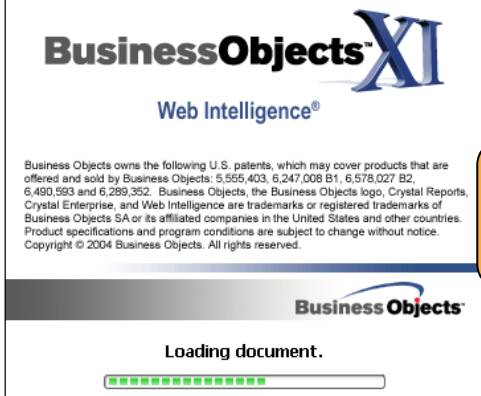 BusinessObjects™ XI
Web Intelligence®
Business Objects owns the following U.S. patents, which may cover products that are
offered and sold by Business Objects: 5,555,403, 6,247,008 B1, 6,578,027 B2,
6,490,593 and 6,289,352.  Business Objects, the Business Objects logo, Crystal Reports,
Crystal Enterprise, and Web Intelligence are trademarks or registered trademarks of
Business Objects SA or its affiliated companies in the United States and other countries.
Product specifications and program conditions are subject to change without notice.
Copyright © 2004 Business Objects. All rights reserved.
Business Objects™
Loading document.